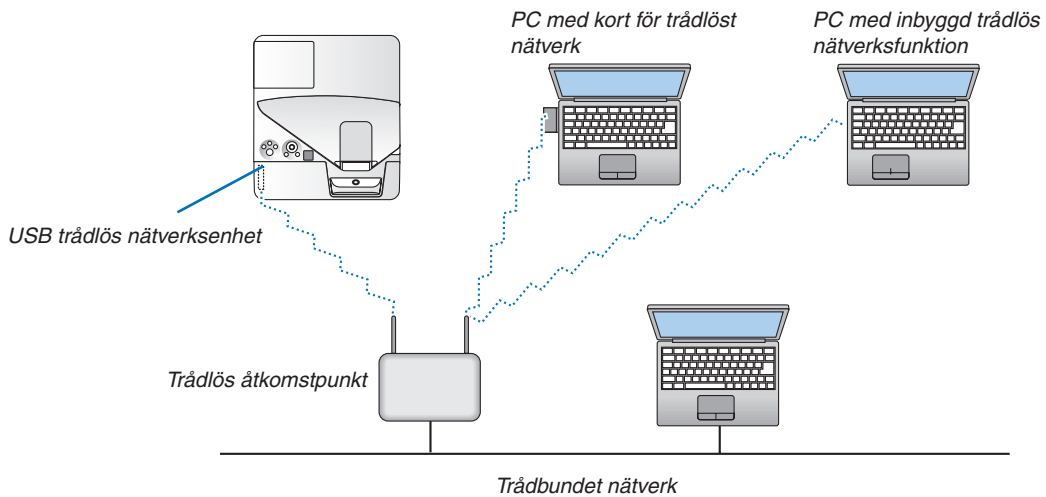 PC med kort för trådlöst
nätverk
PC med inbyggd trådlös
nätverksfunktion
USB trådlös nätverksenhet
Trådlös åtkomstpunkt
Trådbundet nätverk